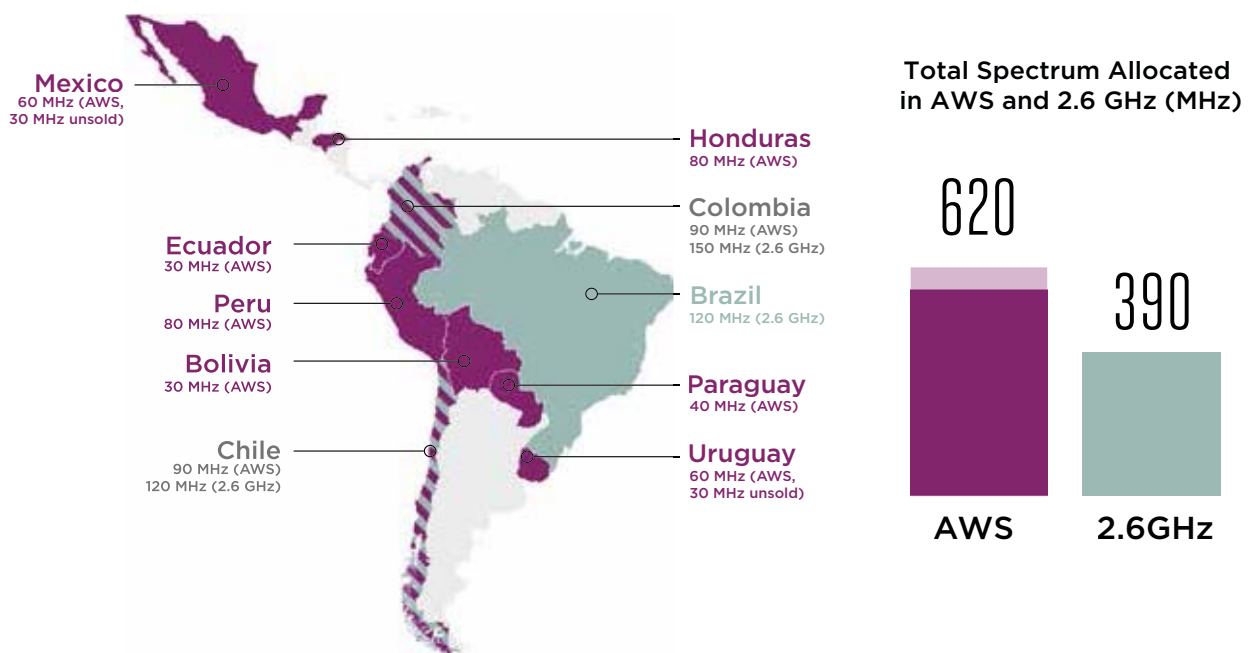 Mexico
60 MHz (AWS,
30 MHz unsold)
Ecuador
30 MHz (AWS)
Peru
80 MHz (AWS)
Bolivia
30 MHz (AWS)
Chile
90 MHz (AWS)
120 MHz (2.6 GHz)
Honduras
80 MHz (AWS)
Colombia
90 MHz (AWS)
150 MHz (2.6 GHz)
Brazil
120 MHz (2.6 GHz)
Paraguay
40 MHz (AWS)
Uruguay
60 MHz (AWS,
30 MHz unsold)
Total Spectrum Allocated
in AWS and 2.6 GHz (MHz)
620
390
AWS
2.6GHz